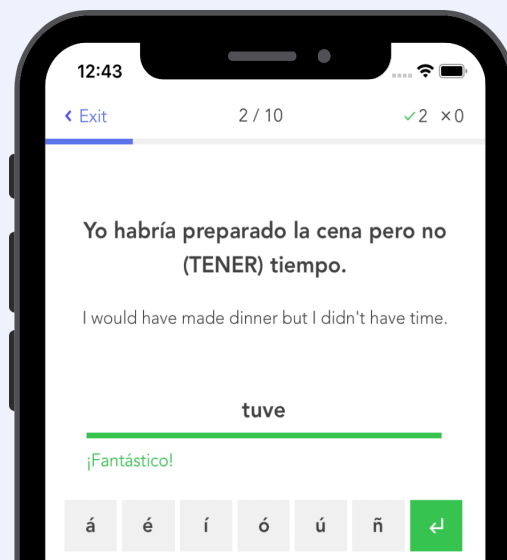 12:43
Exit
2 / 10
✓2 ×0
Yo habría preparado la cena pero no
(TENER) tiempo.
I would have made dinner but I didn't have time.
tuve
¡Fantástico!
á é í ó ú ñ